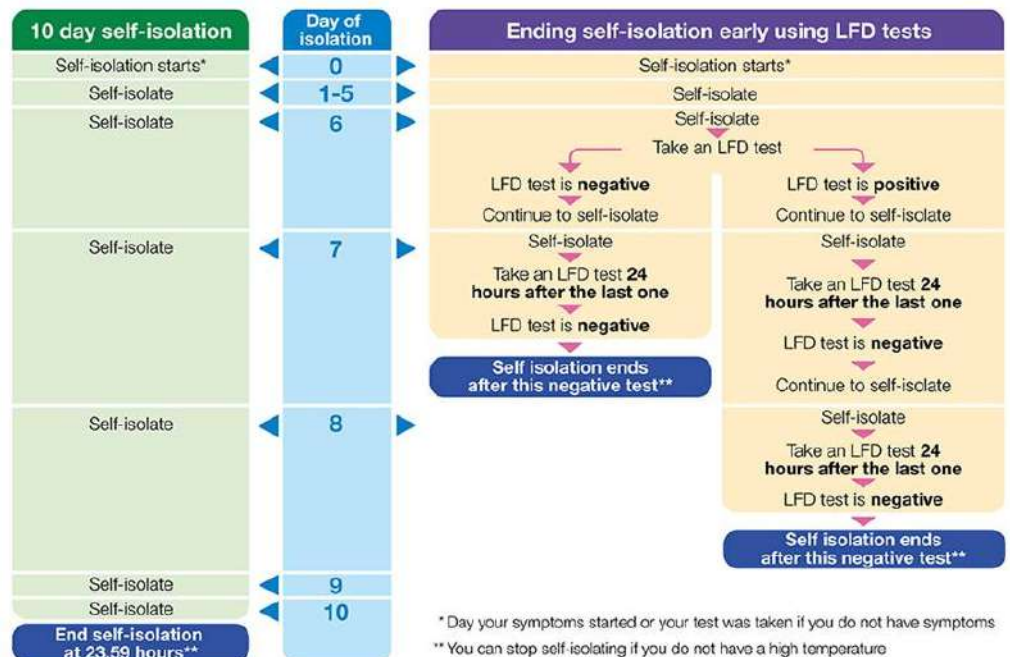 10 day self-isolation
Day of
isolation
Ending self-isolation early using LFD tests
Self-isolation starts*
0
Self-isolation starts*
Self-isolate
1-5
Self-isolate
Self-isolate
6
Self-isolate
Take an LFD test
LFD test is negative
LFD test is positive
Continue to self-isolate
Continue to self-isolate
Self-isolate
7
Self-isolate
Self-isolate
Take an LFD test 24
hours after the last one
LFD test is negative
Self isolation ends
after this negative test**
Take an LFD test 24
hours after the last one
LFD test is negative
Continue to self-isolate
Self-isolate
8
Self-isolate
Take an LFD test 24
hours after the last one
LFD test is negative
Self isolation ends
after this negative test**
Self-isolate
9
Self-isolate
10
End self-isolation
at 23.59 hours**
* Day your symptoms started or your test was taken if you do not have symptoms
** You can stop self-isolating if you do not have a high temperature